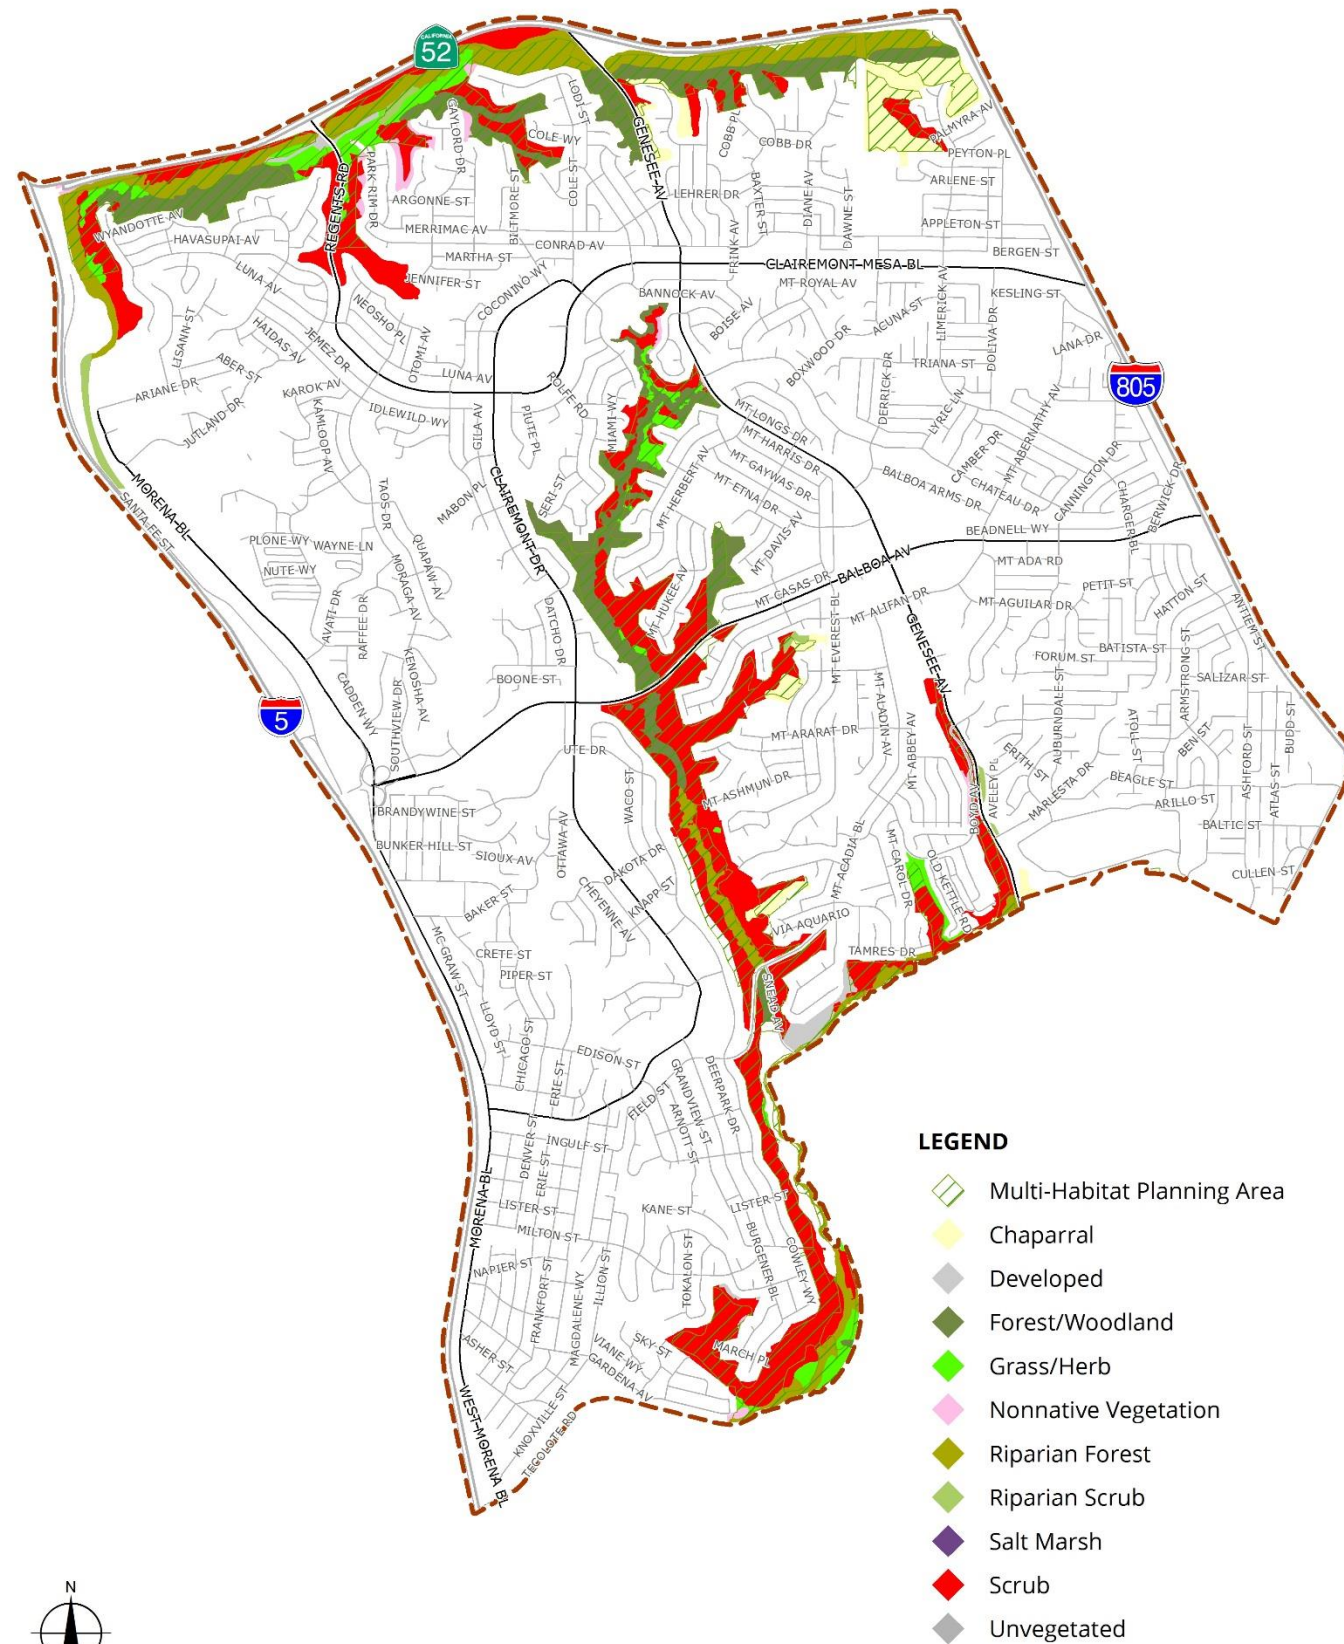 CALIFORNIA
52
LODI ST
GAYLORD DR
COLE WY
GENESEE AV
COBB PL
COBB DR
PALMYRA AV
PEYTON PL
REGENTS RD
PARK RIM DR
ARGONNE ST
BILTMORE ST
COLE ST
LEHRER DR
BAXTER ST
DIANE AV
DAWNE ST
ARLENE ST
WYANDOTTE AV
HAVASUPAI AV
MERRIMAC AV
CONRAD AV
FRINK AV
APPLETON ST
MARTHA ST
BERGEN ST
LUNA AV
JENNIFER ST
COCONINO WY
CLAIREMONT MESA BL
MT ROYAL AV
BANNOCK AV
KESLING ST
NEOSHO PL
BOISE AV
ACUNA ST
LIMERICK AV
DOLIVA DR
LISANN ST
HAIDAS AV
JEMEZ DR
OTOMI AV
BOXWOOD DR
LANA DR
ABER ST
LUNA AV
ROLFE RD
DERRICK DR
TRIANA ST
805
ARIANE DR
KAROK AV
JUTLAND DR
KAMLOOP AV
IDLEWILD WY
GILA AV
PIUTE PL
MIAMI WY
MT LONGS DR
LYRIC LN
MT ABERNATHY AV
MT HARRIS DR
CAMBER DR
MORENA BL
SANTA FE ST
TAOS DR
MABON PL
CLAIREMONT DR
SERI ST
MT HERBERT AV
MT GAYWAS DR
MT ETNA DR
BALBOA ARMS DR
CHATEAU DR
CANNINGTON DR
CHARGER BL
BERWICK DR
PLONE WY
WAYNE LN
QUAPAW AV
MT DAVIS AV
BEADNELL WY
NUTE WY
MORAGA AV
BALBOA AV
MT ADA RD
AVATI DR
RAFFEE DR
DATCHO DR
MT HUKEE AV
MT CASAS DR
MT EVEREST BL
MT ALIFAN DR
GENESEE AV
MT AGUILAR DR
PETIT ST
HATTON ST
ANTIEM ST
KENOSHA AV
BATISTA ST
FORUM ST
ARMSTRONG ST
CADDEN WY
SOUTHVIEW DR
BOONE ST
MT ALADIN AV
AUBURNDALE ST
SALIZAR ST
5
UTE DR
MT ARARAT DR
MT ABBEY AV
ERITH ST
ATOLL ST
BEN ST
ASHFORD ST
BUDD ST
WACO ST
MT ASHMUN DR
BOYD AV
AVELEY PL
MARLESTA DR
BEAGLE ST
ATLAS ST
BRANDYWINE ST
ARILLO ST
BALTIC ST
BUNKER HILL ST
SIOUX AV
OTTAWA AV
DAKOTA DR
MT ACADIA BL
MT CAROL DR
OLD KETTLE RD
CULLEN ST
BAKER ST
CHEYENNE AV
KNAPP ST
VIA AQUARIO
MC GRAW ST
CRETE ST
PIPER ST
TAMRES DR
SNEAD AV
LLOYD ST
CHICAGO ST
ERIE ST
EDISON ST
FIELD ST
GRANDVIEW ST
ARNOTT ST
DEERPARK DR
DENVER ST
INGULF ST
ERIE ST
MORENA BL
LISTER ST
KANE ST
LISTER ST
MILTON ST
BURGENER BL
COWLEY WY
NAPIER ST
FRANKFORT ST
MAGDALENE WY
ILLION ST
TOKALON ST
ASHER ST
VIANE WY
SKY ST
MARCH PL
GARDENA AV
WEST MORENA BL
KNOXVILLE ST
TECOLOTE RD
LEGEND
Multi-Habitat Planning Area
Chaparral
Developed
Forest/Woodland
Grass/Herb
Nonnative Vegetation
Riparian Forest
Riparian Scrub
Salt Marsh
Scrub
Unvegetated
N